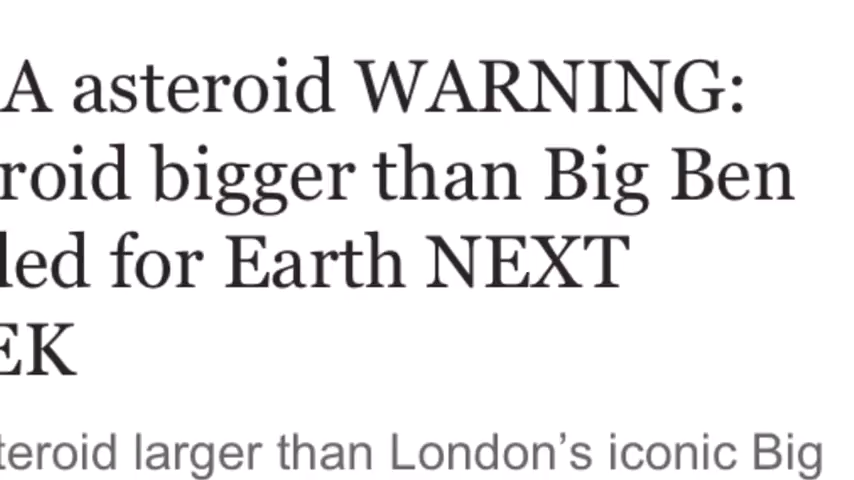 A asteroid WARNING:
roid bigger than Big Ben
led for Earth NEXT
EK
teroid larger than London's iconic Big